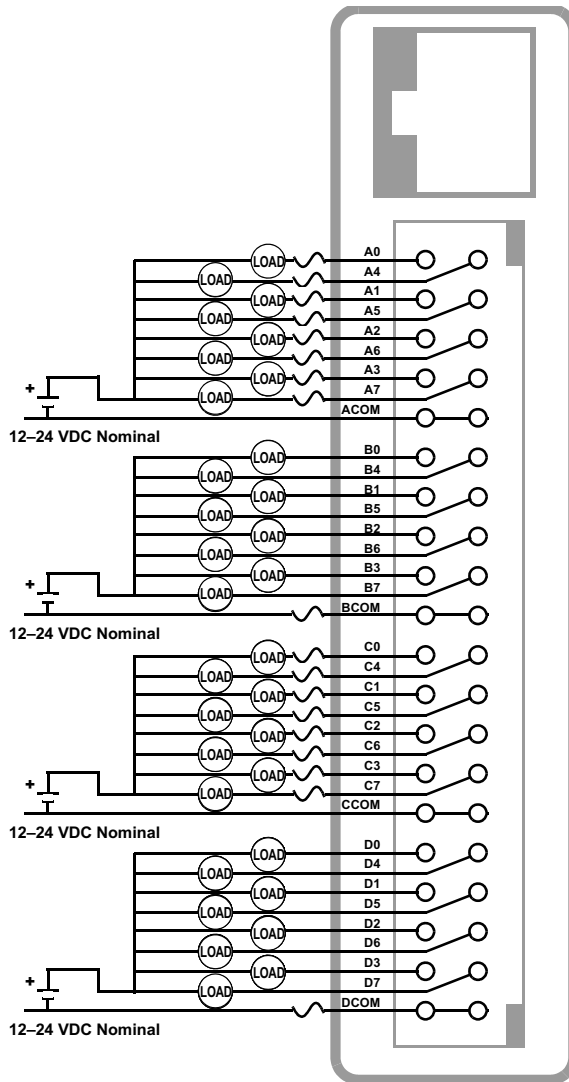 LOAD A0
LOAD A4
LOAD A1
LOAD A5
LOAD A2
LOAD A6
LOAD A3
LOAD A7
+
ACOM
12–24 VDC Nominal
LOAD B0
LOAD B4
LOAD B1
LOAD B5
LOAD B2
LOAD B6
LOAD B3
LOAD B7
+
BCOM
12–24 VDC Nominal
LOAD C0
LOAD C4
LOAD C1
LOAD C5
LOAD C2
LOAD C6
LOAD C3
LOAD C7
+
CCOM
12–24 VDC Nominal
LOAD D0
LOAD D4
LOAD D1
LOAD D5
LOAD D2
LOAD D6
LOAD D3
LOAD D7
+
DCOM
12–24 VDC Nominal